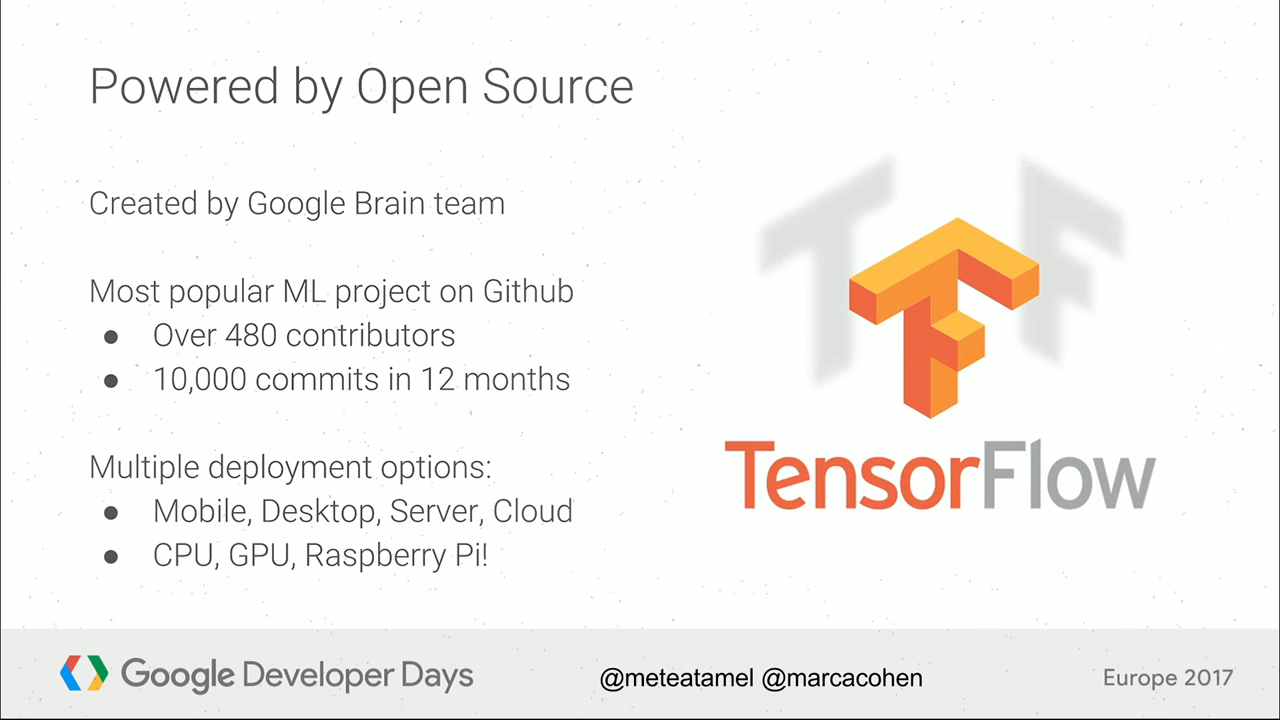 Powered by Open Source
Created by Google Brain team
Most popular ML project on Github
● Over 480 contributors
● 10,000 commits in 12 months
Multiple deployment options:
● Mobile, Desktop, Server, Cloud
● CPU, GPU, Raspberry Pi!
TF
TensorFlow
Google Developer Days
@meteatamel @marcacohen
Europe 2017